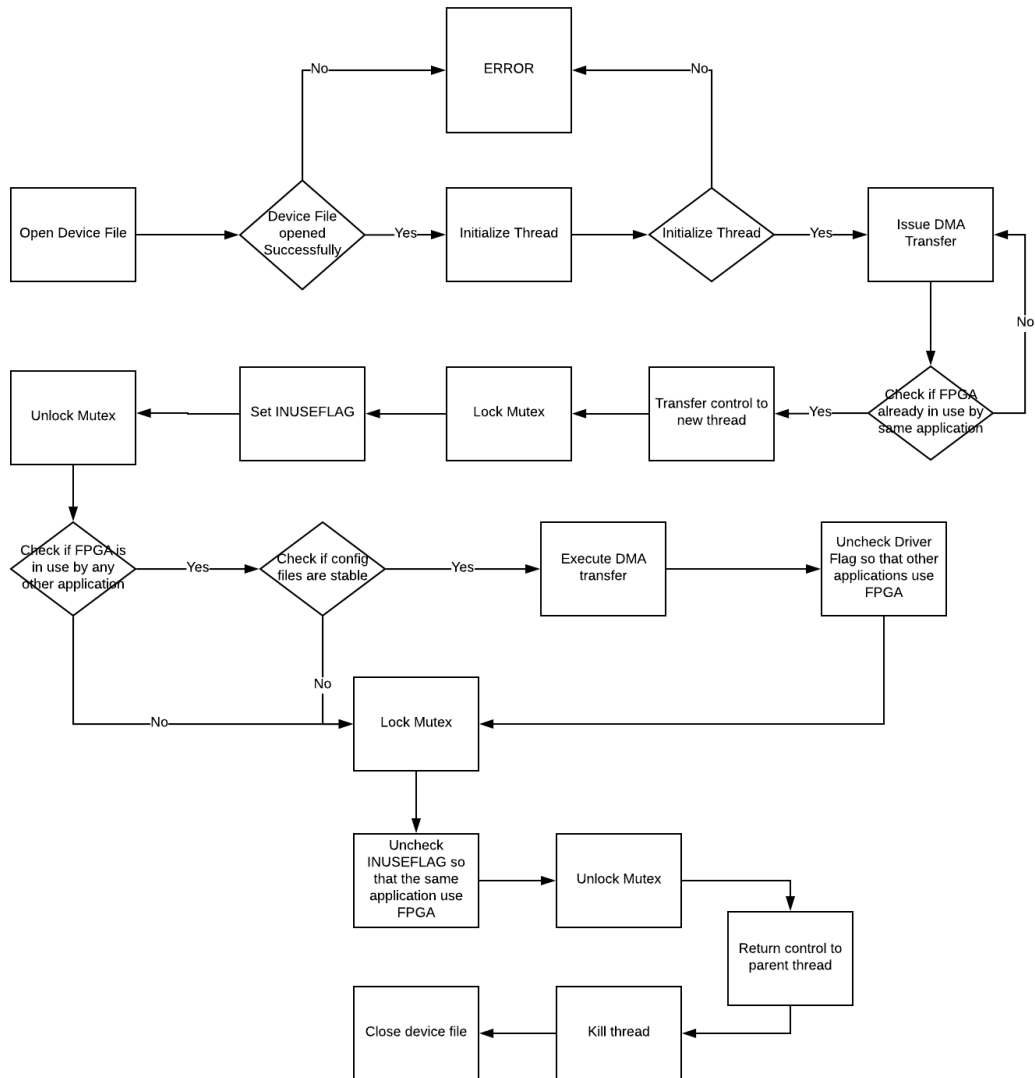 No
ERROR
No
Open Device File
Device File
opened
Successfully
Yes
Initialize Thread
Initialize Thread
Yes
Issue DMA
Transfer
No
Unlock Mutex
Set INUSEFLAG
Lock Mutex
Transfer control to
new thread
Yes
Check if FPGA
already in use by
same application
Check if FPGA is
in use by any
other application
Yes
Check if config
files are stable
Yes
Execute DMA
transfer
Uncheck Driver
Flag so that other
applications use
FPGA
No
No
Lock Mutex
Uncheck
INUSEFLAG so
that the same
application use
FPGA
Unlock Mutex
Return control to
parent thread
Close device file
Kill thread